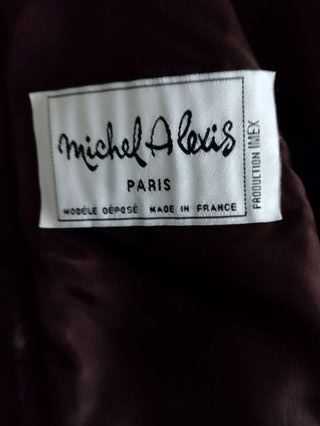 Michel Alexis
PARIS
MODÈLE DÉPOSÉ MADE IN FRANCE
PRODUCTION IMEX